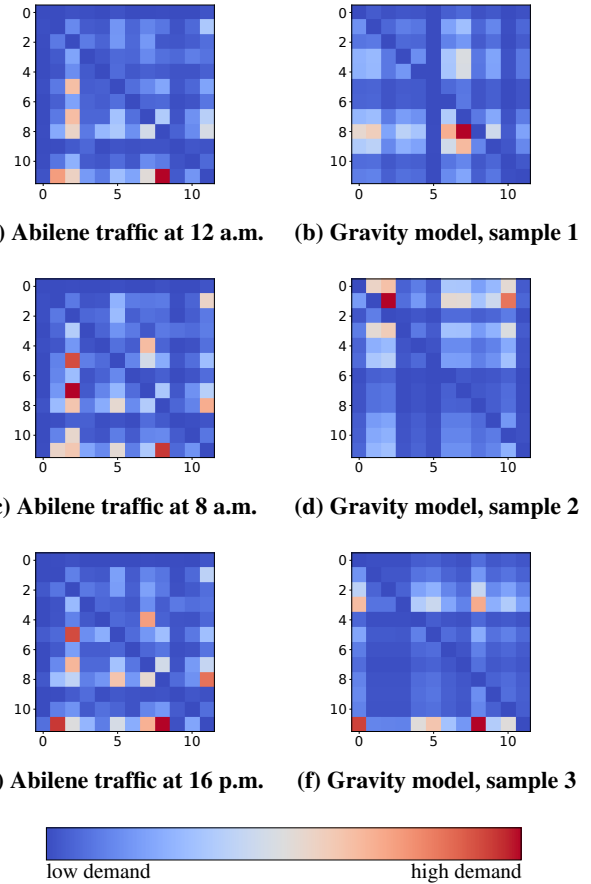 0
2
4
6
8
10
0 5 10
) Abilene traffic at 12 a.m.
0
2
4
6
8
10
0 5 10
(b) Gravity model, sample 1
0
2
4
6
8
10
0 5 10
c) Abilene traffic at 8 a.m.
0
2
4
6
8
10
0 5 10
(d) Gravity model, sample 2
0
2
4
6
8
10
0 5 10
) Abilene traffic at 16 p.m.
0
2
4
6
8
10
0 5 10
(f) Gravity model, sample 3
low demand high demand